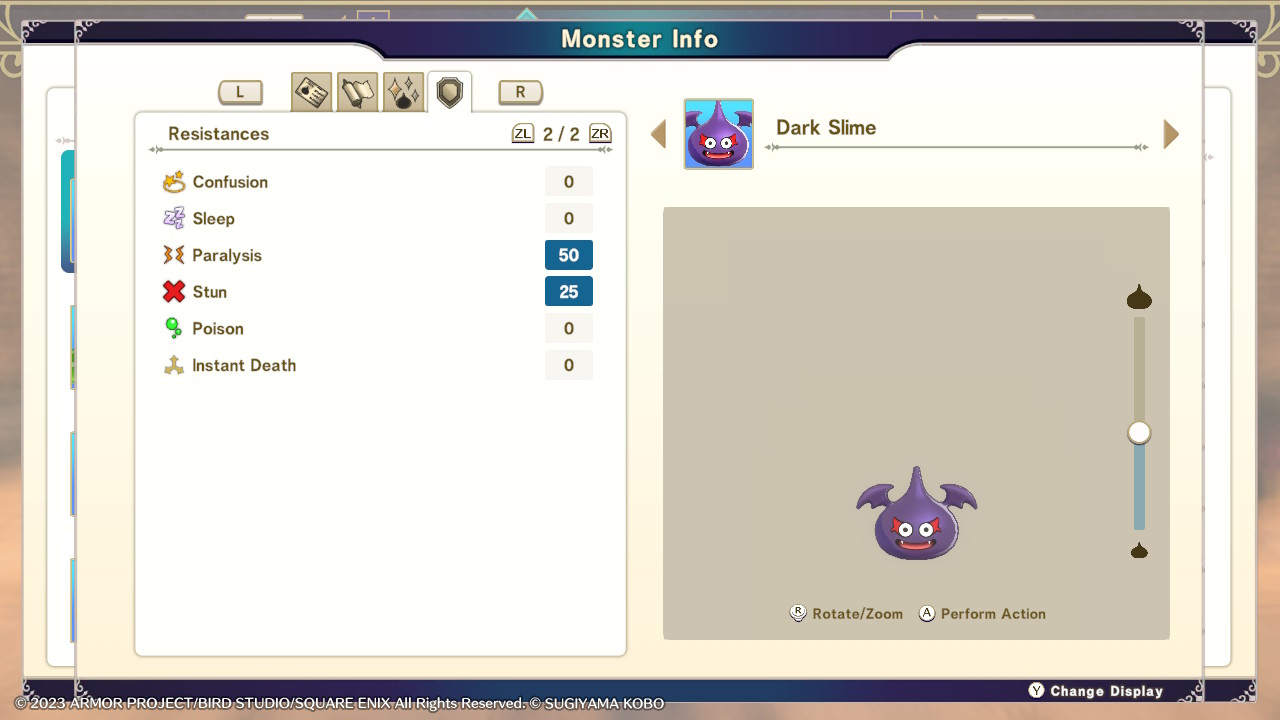 Monster Info
L
R
Resistances
ZL 2 / 2 ZR
Confusion 0
Sleep 0
Paralysis 50
Stun 25
Poison 0
Instant Death 0
Dark Slime
R Rotate/Zoom A Perform Action
Y Change Display
© 2023 ARMOR PROJECT/BIRD STUDIO/SQUARE ENIX All Rights Reserved. © SUGIYAMA KOBO